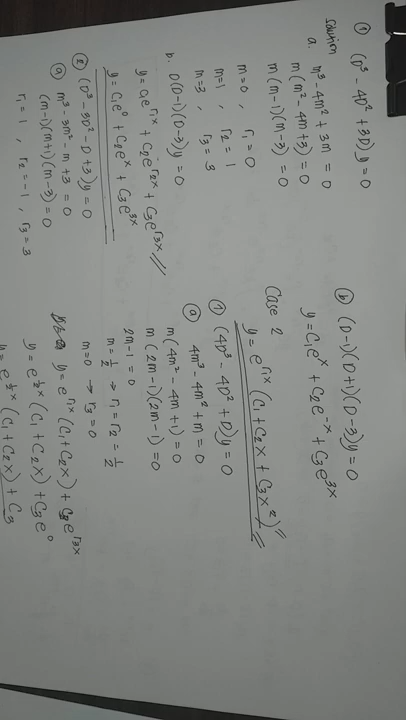 ① (D³ - 4D² + 3D) y = 0
Solution
a. m³ - 4m² + 3m = 0
m (m² - 4m + 3) = 0
m (m-1)(m-3) = 0
m=0 , r₁ = 0
m=1 , r₂ = 1
m=3 , r₃ = 3
b. D(D-1)(D-3)y = 0
y = C₁e^r₁x + C₂e^r₂x + C₃e^r₃x //
y = C₁e⁰ + C₂e^x + C₃e^3x
② (D³ - 3D² - D + 3)y = 0
ⓐ m³ - 3m² - m + 3 = 0
(m-1)(m+1)(m-3) = 0
r₁ = 1 , r₂ = -1 , r₃ = 3
ⓑ (D-1)(D+1)(D-3)y = 0
y = C₁e^x + C₂e^-x + C₃e^3x
Case 2
y = e^r₁x (C₁ + C₂x + C₃x²) //
① (4D³ - 4D² + D)y = 0
ⓐ 4m³ - 4m² + m = 0
m(4m² - 4m + 1) = 0
m (2m-1)(2m-1) = 0
2m-1 = 0
m = 1/2 → r₁ = r₂ = 1/2
m=0 → r₃ = 0
y = e^r₁x (C₁ + C₂x) + C₃e^r₃x
y = e^½x (C₁ + C₂x) + C₃e⁰
y = e^½x (C₁ + C₂x) + C₃